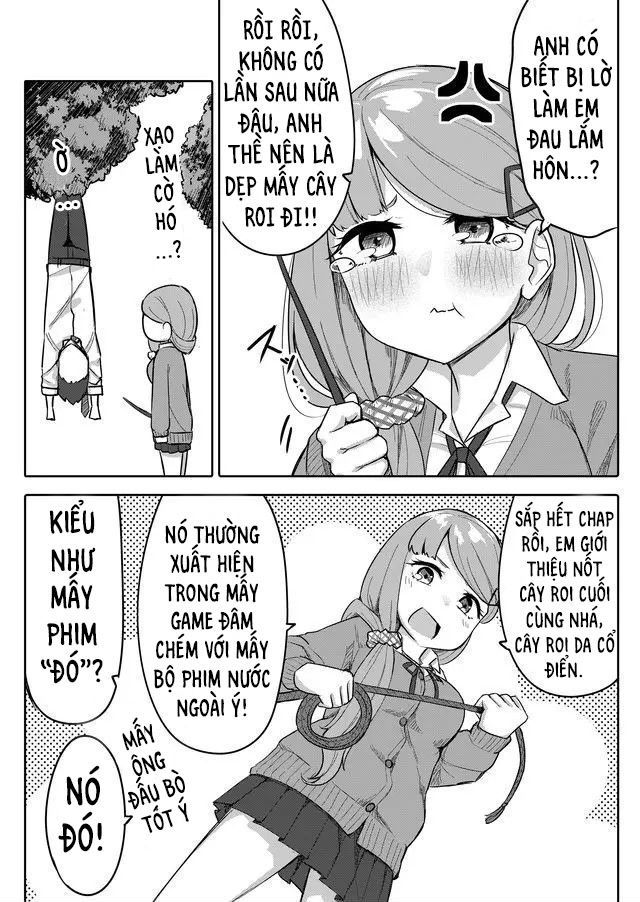 ANH CÓ
BIẾT BỊ LỜ
LÀM EM
ĐAU LẮM
HÔN...?
RỒI RỒI,
KHÔNG CÓ
LẦN SAU NỮA
ĐÂU, ANH
THỀ NÊN LÀ
DẸP MẤY CÂY
ROI ĐI!!
XẠO
LÀM
CỜ
HÓ
...?
Ờ
SẮP HẾT CHAP
RỒI, EM GIỚI
THIỆU NỐT
CÂY ROI CUỐI
CÙNG NHÁ,
CÂY ROI DA CỔ
ĐIỂN.
NÓ THƯỜNG
XUẤT HIỆN
TRONG MẤY
GAME ĐÂM
CHÉM VỚI MẤY
BỘ PHIM NƯỚC
NGOÀI Ý!
KIỂU
NHƯ
MẤY
PHIM
“ĐÓ”?
MẤY
ÔNG
ĐẤU BÒ
TÓT Ý
NÓ
ĐÓ!